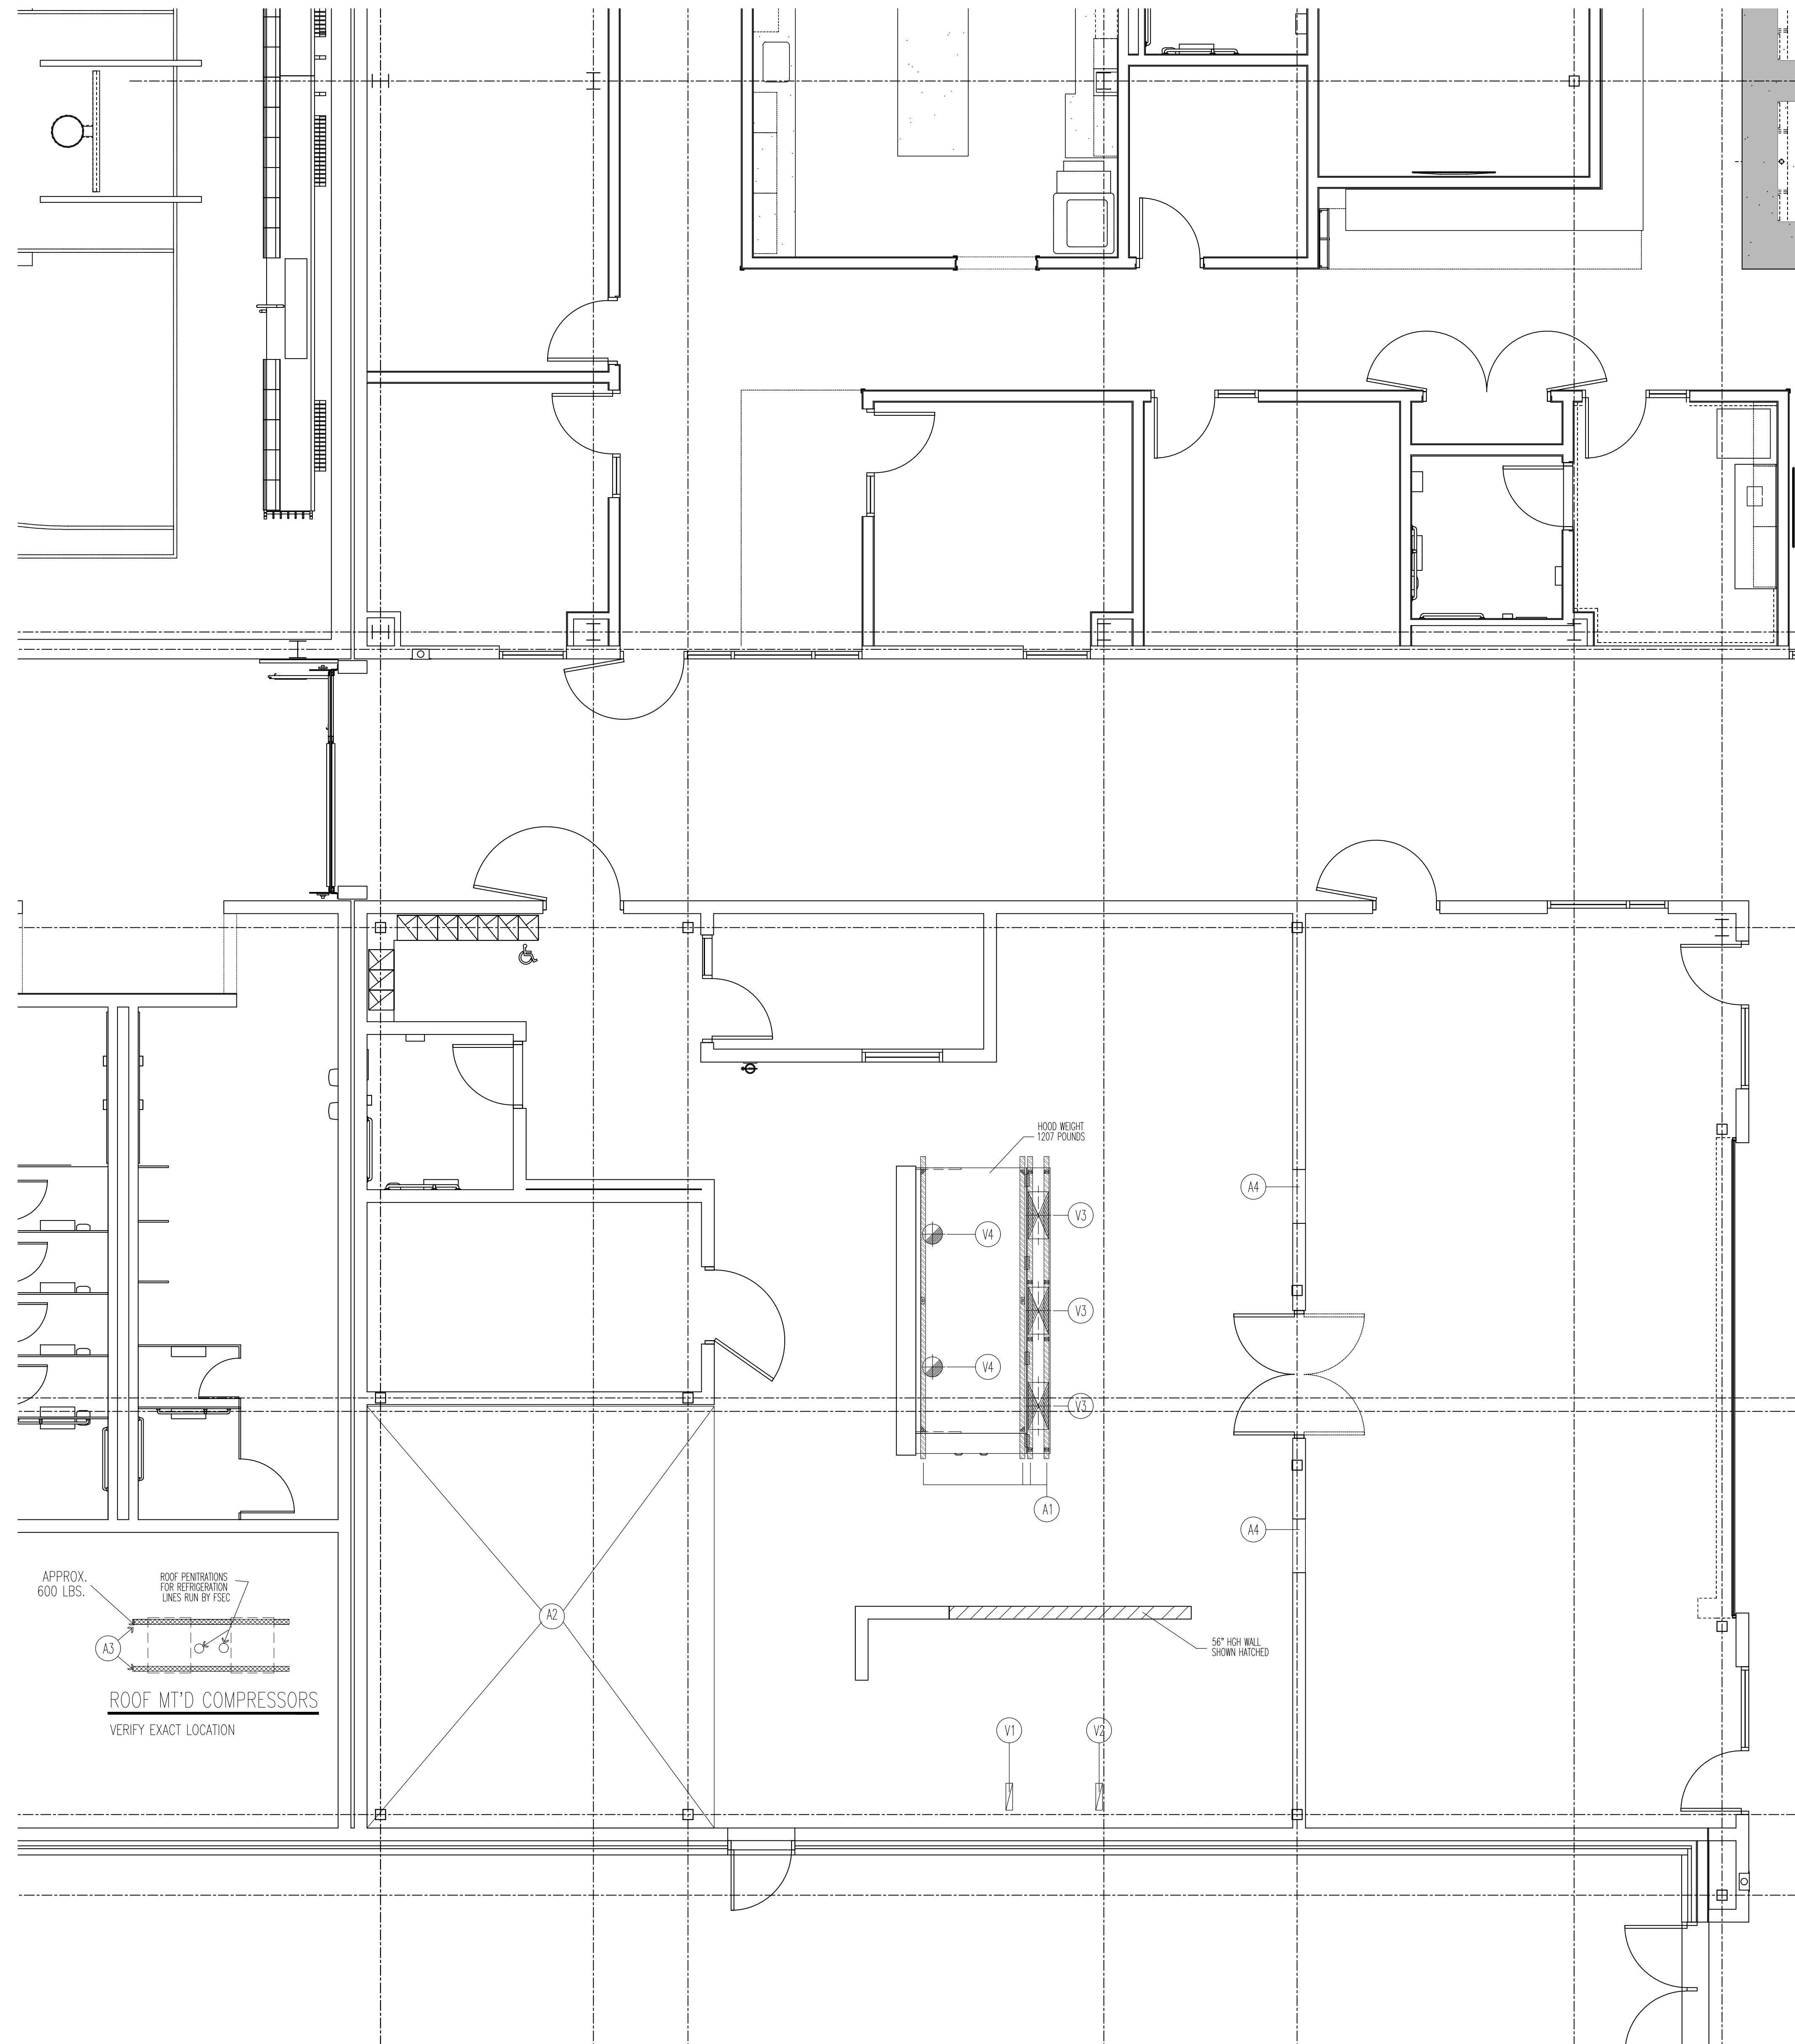 HOOD WEIGHT
1207 POUNDS
A4
V3
V4
V3
V4
V3
A1
A4
APPROX.
600 LBS.
ROOF PENITRATIONS
FOR REFRIGERATION
LINES RUN BY FSEC
A2
A3
56" HGH WALL
SHOWN HATCHED
ROOF MT'D COMPRESSORS
VERIFY EXACT LOCATION
V1
V2